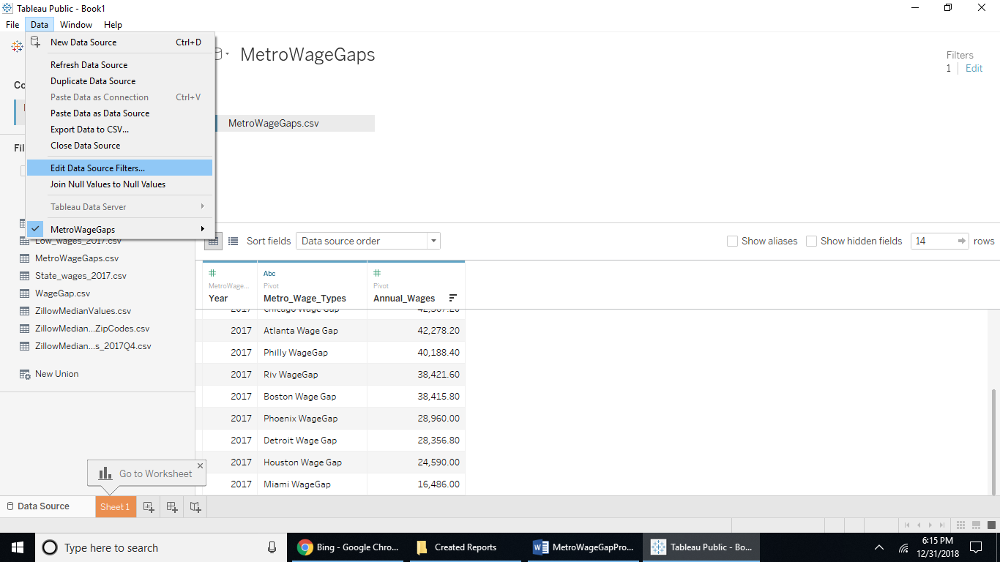 Tableau Public - Book1
File Data Window Help
New Data Source Ctrl+D
Refresh Data Source
Duplicate Data Source
Paste Data as Connection Ctrl+V
Paste Data as Data Source
Export Data to CSV...
Close Data Source
Edit Data Source Filters...
Join Null Values to Null Values
Tableau Data Server
MetroWageGaps
Co
Fil
MetroWageGaps
Filters
1 Edit
MetroWageGaps.csv
Low_wages_2017.csv
MetroWageGaps.csv
State_wages_2017.csv
WageGap.csv
ZillowMedianValues.csv
ZillowMedian...ZipCodes.csv
ZillowMedian...s_2017Q4.csv
New Union
Sort fields Data source order Show aliases Show hidden fields 14 rows
Abc
MetroWage... Pivot Pivot
Year Metro_Wage_Types Annual_Wages
2017 Chicago Wage Gap 42,307.20
2017 Atlanta Wage Gap 42,278.20
2017 Philly WageGap 40,188.40
2017 Riv WageGap 38,421.60
2017 Boston Wage Gap 38,415.80
2017 Phoenix WageGap 28,960.00
2017 Detroit Wage Gap 28,356.80
2017 Houston Wage Gap 24,590.00
2017 Miami WageGap 16,486.00
Go to Worksheet
Data Source Sheet 1
Type here to search
Bing - Google Chro...
Created Reports
MetroWageGapPro...
Tableau Public - Bo...
6:15 PM
12/31/2018